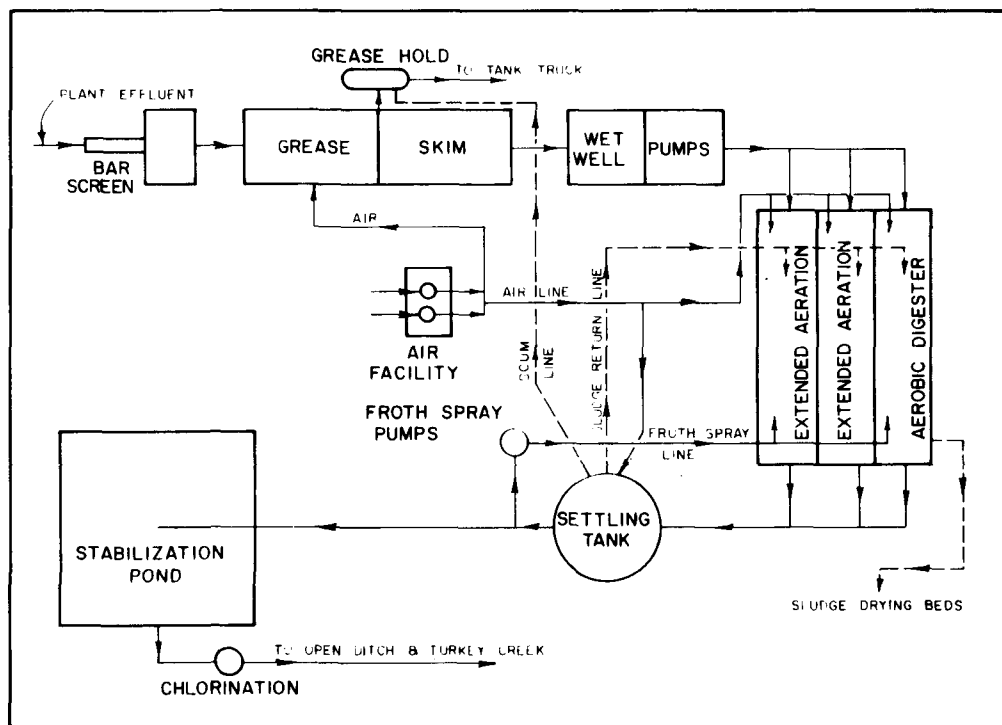 GREASE HOLD
TO TANK TRUCK
PLANT EFFLUENT
BAR
SCREEN
GREASE
SKIM
WET
WELL
PUMPS
AIR
AIR LINE
AIR
FACILITY
SCUM
LINE
SLUDGE RETURN LINE
EXTENDED AERATION
EXTENDED AERATION
AEROBIC DIGESTER
FROTH SPRAY
PUMPS
FROTH SPRAY
LINE
SETTLING
TANK
STABILIZATION
POND
SLUDGE DRYING BEDS
TO OPEN DITCH & TURKEY CREEK
CHLORINATION